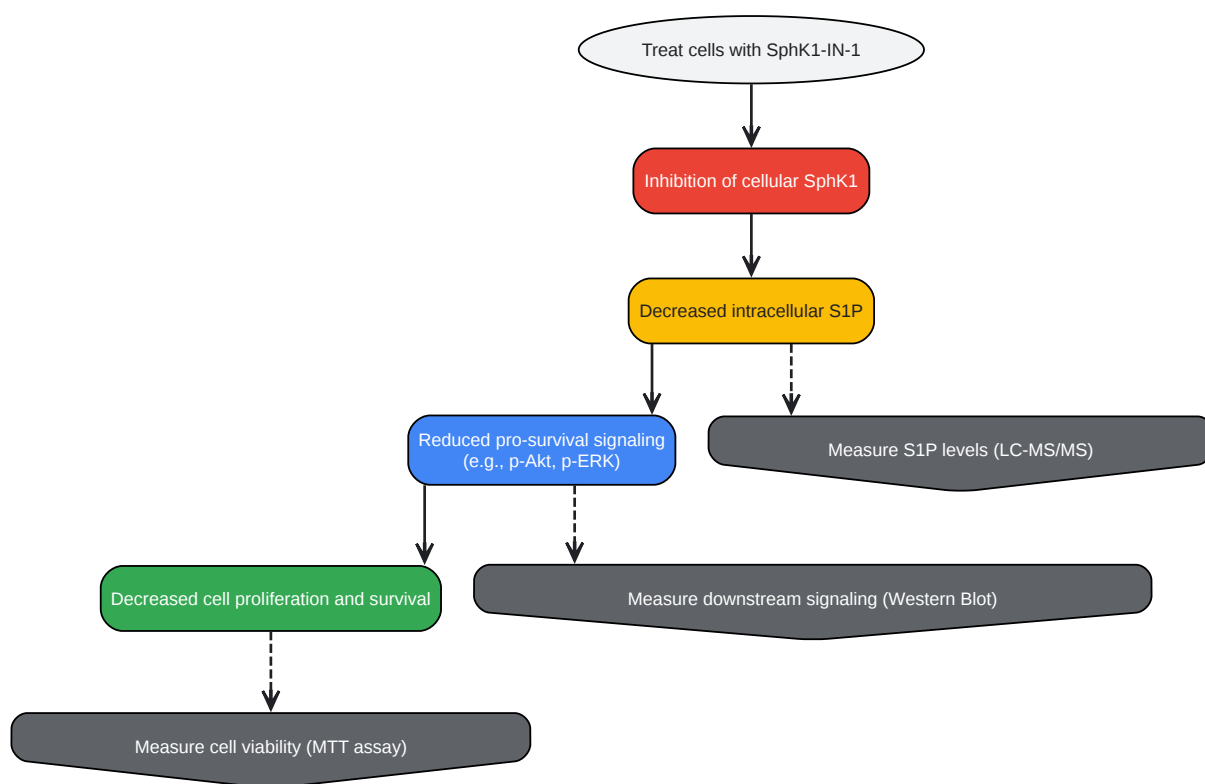 Treat cells with SphK1-IN-1
Inhibition of cellular SphK1
Decreased intracellular S1P
Reduced pro-survival signaling
(e.g., p-Akt, p-ERK)
Measure S1P levels (LC-MS/MS)
Decreased cell proliferation and survival
Measure downstream signaling (Western Blot)
Measure cell viability (MTT assay)